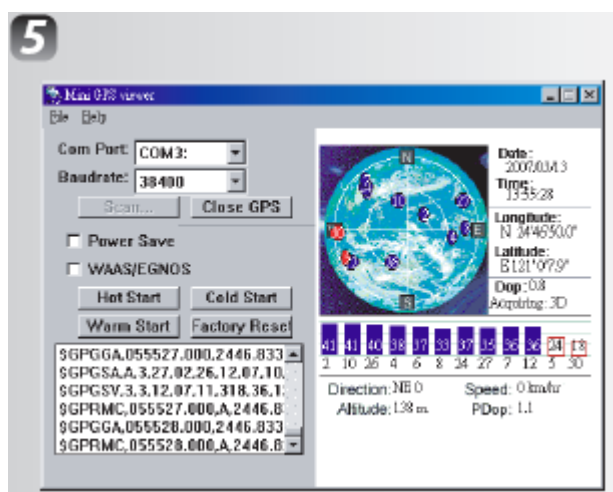 5
Mini GPS viewer
File Help
Com Port: COM3:
Baudrate: 38400
Scan... Close GPS
Power Save
WAAS/EGNOS
Hot Start Cold Start
Warm Start Factory Reset
$GPGGA,055527.000,2446.833
$GPGSA,A,3,27,02,26,12,07,10,
$GPGSV,3,3,12,07,11,318,36,1
$GPRMC,055527.000,A,2446.8
$GPGGA,055528.000,2446.833
$GPRMC,055528.000,A,2446.8
N
E
S
Date:
2007/03/13
Time:
13:55:28
Longitude:
N 24°46'50.0"
Latitude:
E 121°0'7.9"
Dop: 0.8
Acquiring: 3D
41 41 40 38 37 33 37 35 36 36 24 18
2 10 26 4 6 8 24 27 7 12 5 30
Direction: NE 0 Speed: 0 km/hr
Altitude: 138 m. PDop: 1.1